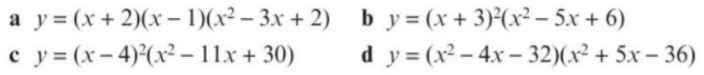 a y = (x + 2)(x – 1)(x² – 3x + 2) b y = (x + 3)²(x² – 5x + 6)
c y = (x – 4)²(x² – 11x + 30) d y = (x² – 4x – 32)(x² + 5x – 36)